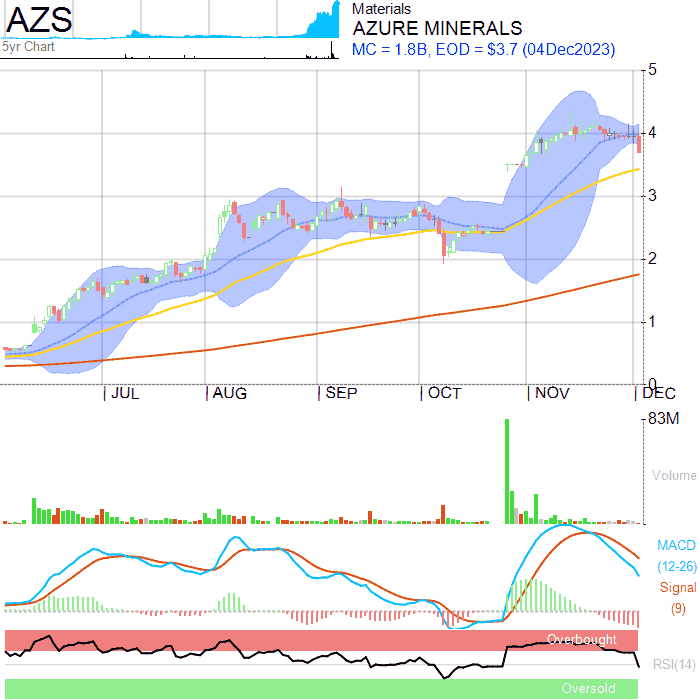 AZS
5yr Chart
Materials
AZURE MINERALS
MC = 1.8B, EOD = $3.7 (04Dec2023)
5
4
3
2
1
0
JUL AUG SEP OCT NOV DEC
83M
Volume
MACD
(12-26)
Signal
(9)
Overbought
RSI(14)
Oversold